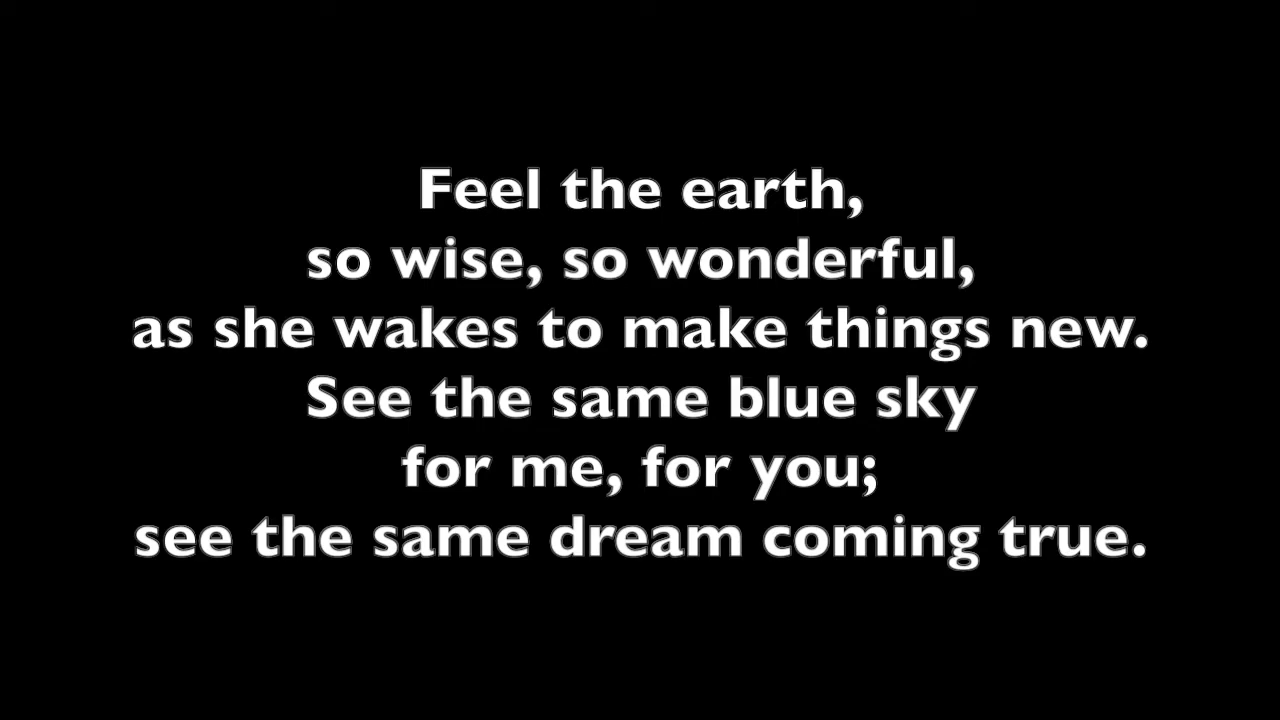 Feel the earth,
so wise, so wonderful,
as she wakes to make things new.
See the same blue sky
for me, for you;
see the same dream coming true.